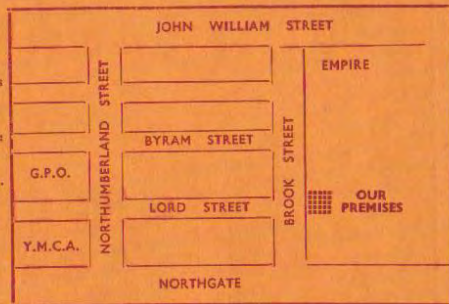 JOHN WILLIAM STREET
EMPIRE
NORTHUMBERLAND STREET
BYRAM STREET
BROOK STREET
G.P.O.
OUR
PREMISES
LORD STREET
Y.M.C.A.
NORTHGATE